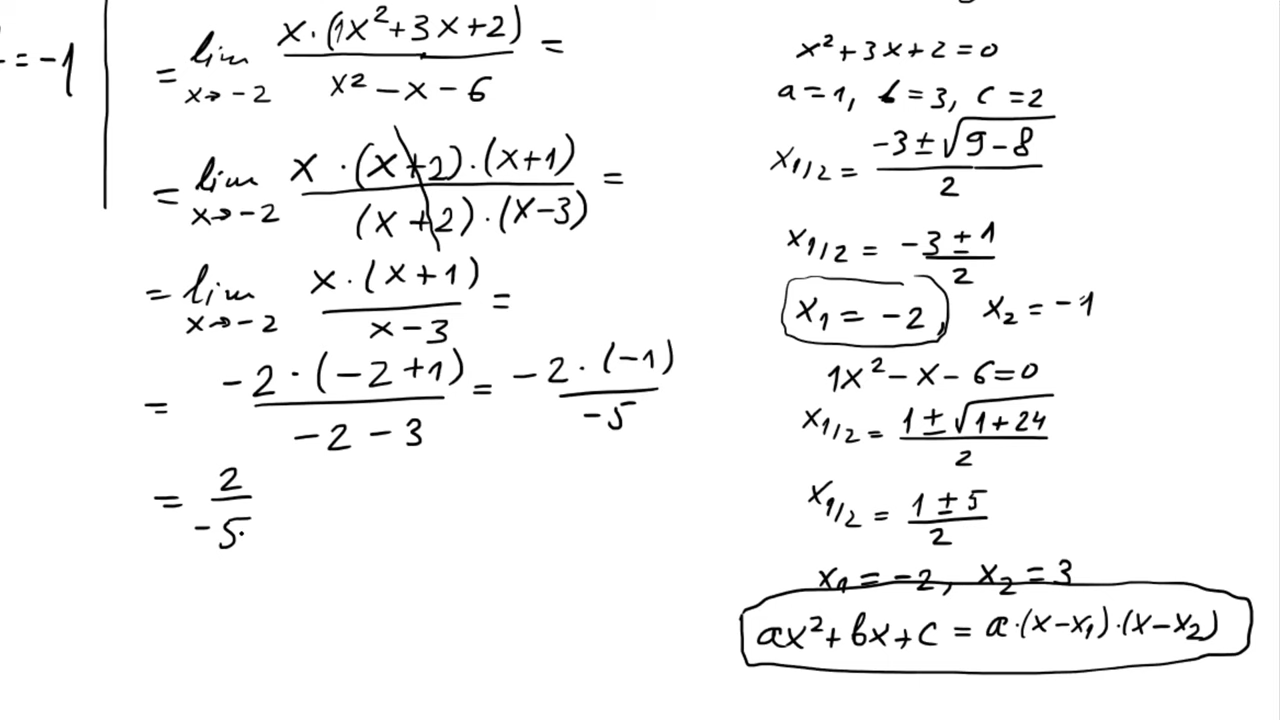 = -1
= lim x→-2 x·(1x²+3x+2) / x²-x-6 =
= lim x→-2 x·(x+2)·(x+1) / (x+2)·(x-3) =
= lim x→-2 x·(x+1) / x-3 =
= -2·(-2+1) / -2-3 = -2·(-1) / -5
= 2 / -5.
x²+3x+2=0
a=1, b=3, c=2
x1/2 = -3±√9-8 / 2
x1/2 = -3±1 / 2
x₁ = -2, x₂ = -1
1x²-x-6=0
x1/2 = 1±√1+24 / 2
x1/2 = 1±5 / 2
x₁ = -2, x₂ = 3
ax²+bx+c = a·(x-x₁)·(x-x₂)